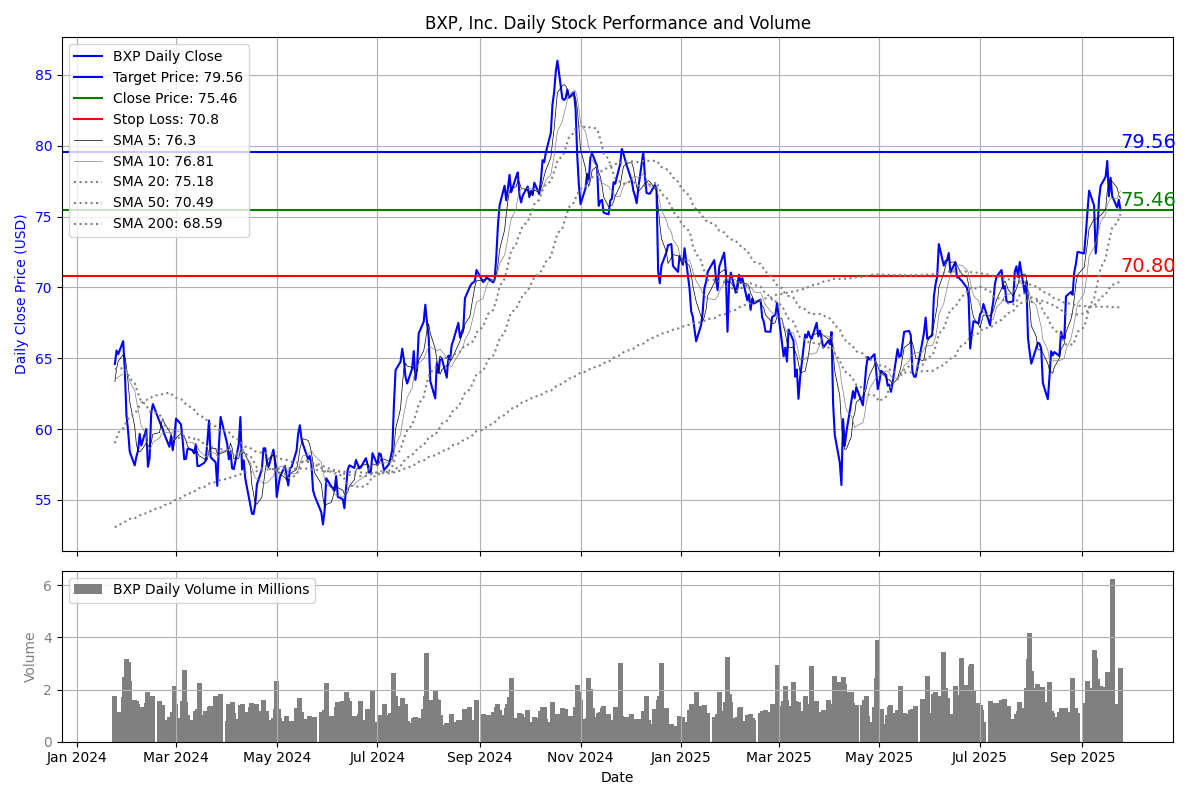 BXP, Inc. Daily Stock Performance and Volume
BXP Daily Close
Target Price: 79.56
Close Price: 75.46
Stop Loss: 70.8
SMA 5: 76.3
SMA 10: 76.81
SMA 20: 75.18
SMA 50: 70.49
SMA 200: 68.59
79.56
75.46
70.80
Daily Close Price (USD)
85
80
75
70
65
60
55
BXP Daily Volume in Millions
Volume
6
4
2
0
Jan 2024 Mar 2024 May 2024 Jul 2024 Sep 2024 Nov 2024 Jan 2025 Mar 2025 May 2025 Jul 2025 Sep 2025
Date